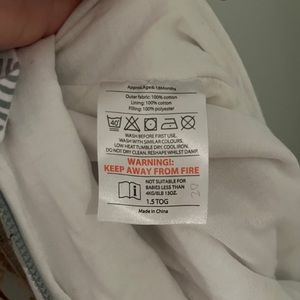 Approx Age 6-18Months
Outer fabric: 100% cotton
Lining: 100% cotton
Filling: 100% polyester
40°
WASH BEFORE FIRST USE.
WASH WITH SIMILAR COLOURS.
LOW HEAT TUMBLE DRY. COOL IRON.
DO NOT DRY CLEAN. RESHAPE WHILST DAMP.
WARNING!:
KEEP AWAY FROM FIRE
NOT SUITABLE FOR
BABIES LESS THAN
4KG/8LB 13OZ.
1.5 TOG
Made in China